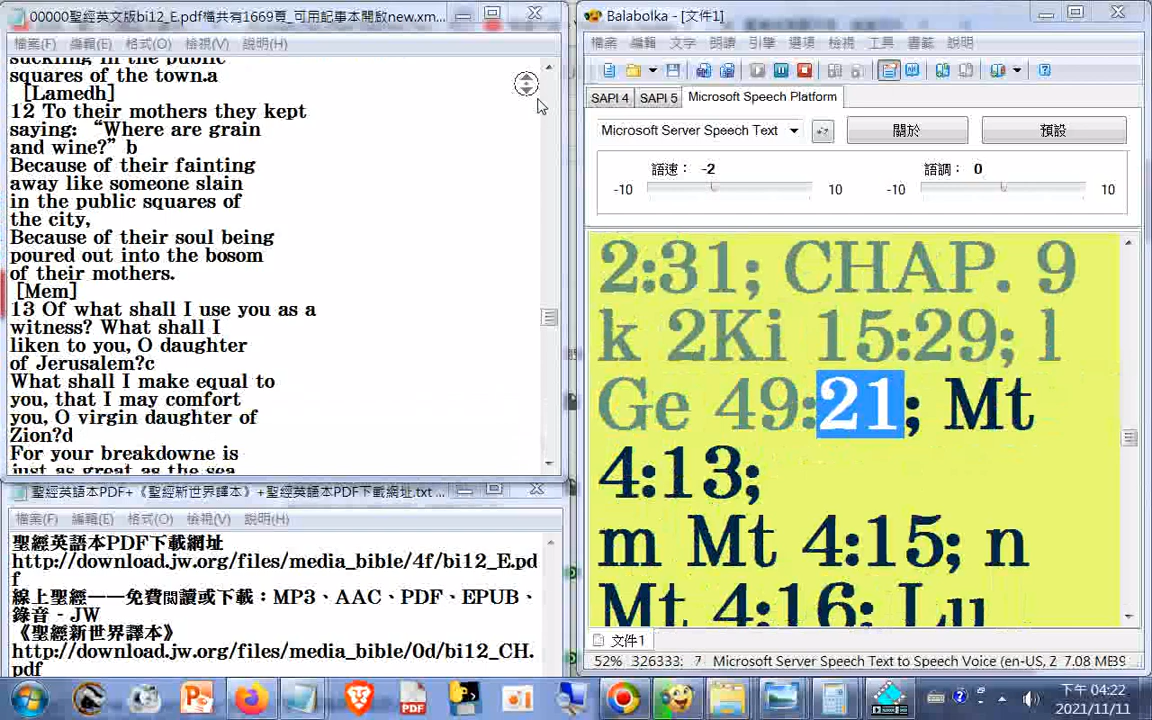 00000聖經英文版bi12_E.pdf檔共有1669頁_可用記事本開啟new.xm...
檔案(F) 編輯(E) 格式(O) 檢視(V) 說明(H)
suckling in the public
squares of the town.a
[Lamedh]
12 To their mothers they kept
saying: “Where are grain
and wine?” b
Because of their fainting
away like someone slain
in the public squares of
the city,
Because of their soul being
poured out into the bosom
of their mothers.
[Mem]
13 Of what shall I use you as a
witness? What shall I
liken to you, O daughter
of Jerusalem?c
What shall I make equal to
you, that I may comfort
you, O virgin daughter of
Zion?d
For your breakdowne is
just as great as the sea
聖經英語本PDF+《聖經新世界譯本》+聖經英語本PDF下載網址.txt ...
檔案(F) 編輯(E) 格式(O) 檢視(V) 說明(H)
聖經英語本PDF下載網址
http://download.jw.org/files/media_bible/4f/bi12_E.pd
f
線上聖經——免費閱讀或下載：MP3、AAC、PDF、EPUB、
錄音 - JW
《聖經新世界譯本》
http://download.jw.org/files/media_bible/0d/bi12_CH.
pdf
Balabolka - [文件1]
檔案 編輯 文字 朗讀 引擎 選項 檢視 工具 書籤 說明
SAPI 4 SAPI 5 Microsoft Speech Platform
Microsoft Server Speech Text 關於 預設
語速： -2 語調： 0
-10 10 -10 10
2:31; CHAP. 9
k 2Ki 15:29; l
Ge 49:21; Mt
4:13;
m Mt 4:15; n
Mt 4:16; Lu
文件1
52% 326333: 7 Microsoft Server Speech Text to Speech Voice (en-US, 2 7.08 MB
下午 04:22
2021/11/11